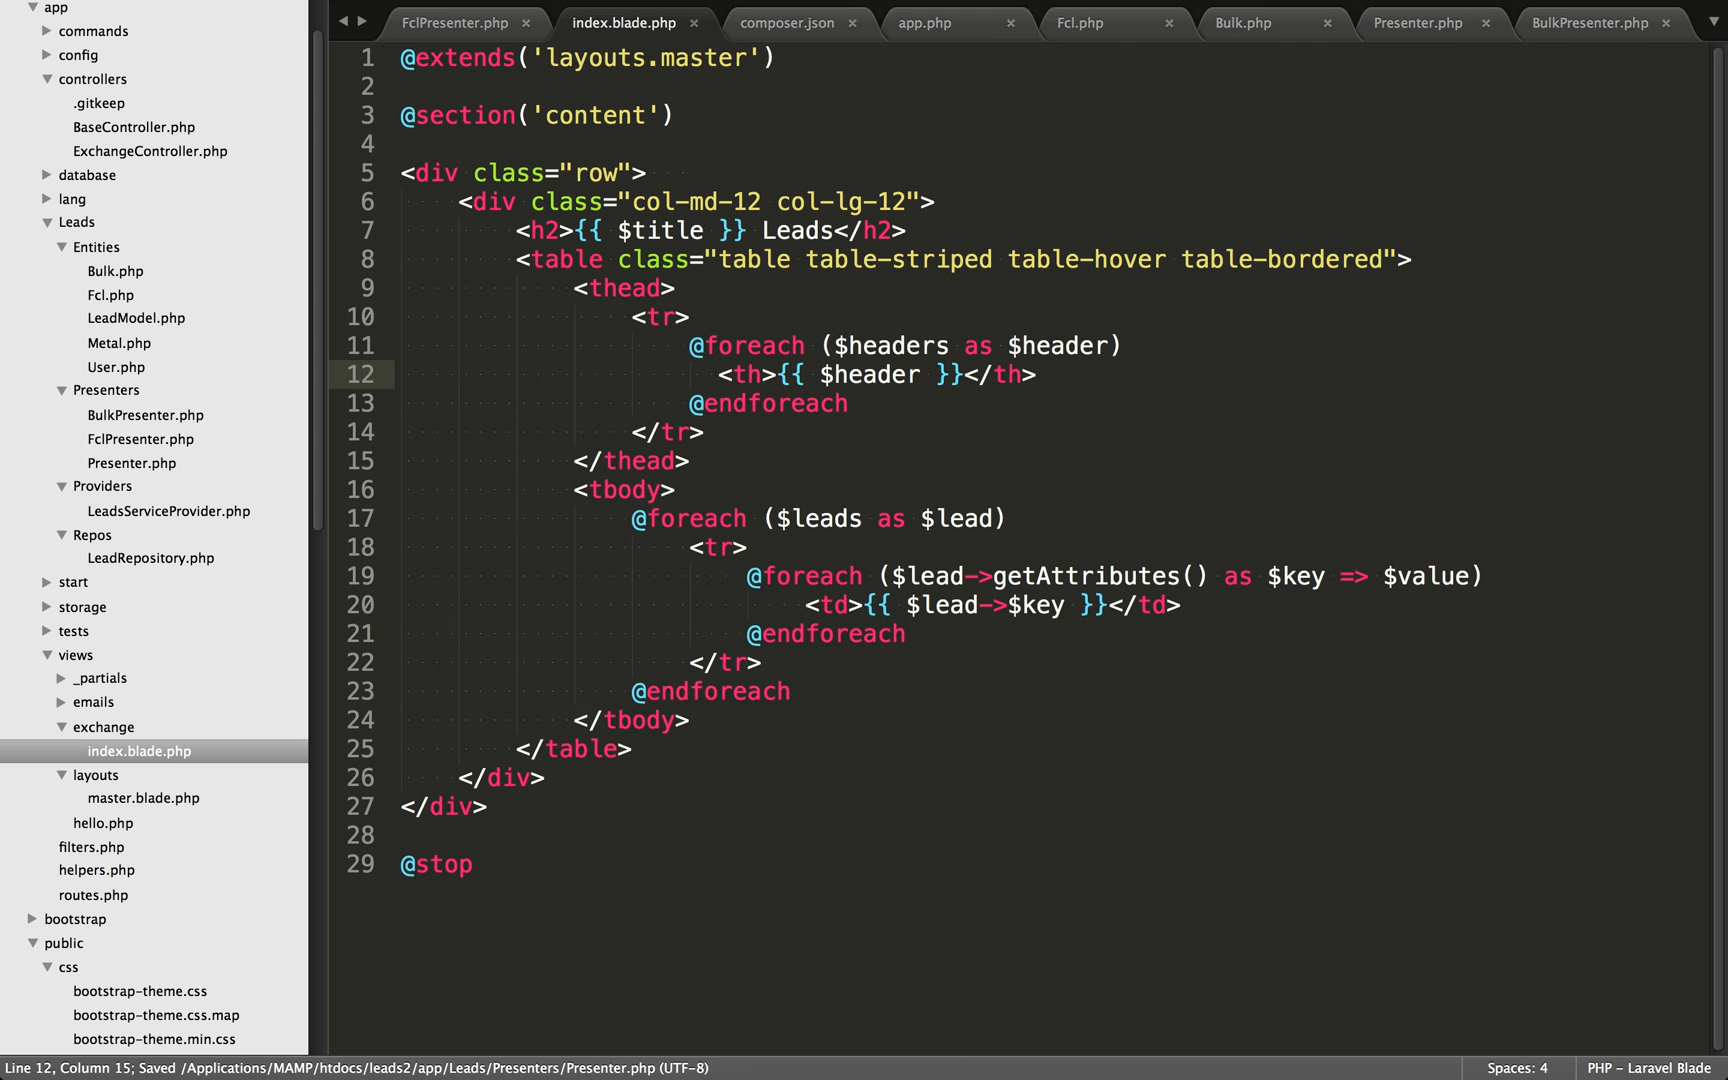 app
commands
config
controllers
.gitkeep
BaseController.php
ExchangeController.php
database
lang
Leads
Entities
Bulk.php
Fcl.php
LeadModel.php
Metal.php
User.php
Presenters
BulkPresenter.php
FclPresenter.php
Presenter.php
Providers
LeadsServiceProvider.php
Repos
LeadRepository.php
start
storage
tests
views
_partials
emails
exchange
index.blade.php
layouts
master.blade.php
hello.php
filters.php
helpers.php
routes.php
bootstrap
public
css
bootstrap-theme.css
bootstrap-theme.css.map
bootstrap-theme.min.css
FclPresenter.php × index.blade.php × composer.json × app.php × Fcl.php × Bulk.php × Presenter.php × BulkPresenter.php ×
1 @extends('layouts.master')
2
3 @section('content')
4
5 <div class="row">
6 <div class="col-md-12 col-lg-12">
7 <h2>{{ $title }} Leads</h2>
8 <table class="table table-striped table-hover table-bordered">
9 <thead>
10 <tr>
11 @foreach ($headers as $header)
12 <th>{{ $header }}</th>
13 @endforeach
14 </tr>
15 </thead>
16 <tbody>
17 @foreach ($leads as $lead)
18 <tr>
19 @foreach ($lead->getAttributes() as $key => $value)
20 <td>{{ $lead->$key }}</td>
21 @endforeach
22 </tr>
23 @endforeach
24 </tbody>
25 </table>
26 </div>
27 </div>
28
29 @stop
Line 12, Column 15; Saved /Applications/MAMP/htdocs/leads2/app/Leads/Presenters/Presenter.php (UTF-8) Spaces: 4 PHP - Laravel Blade